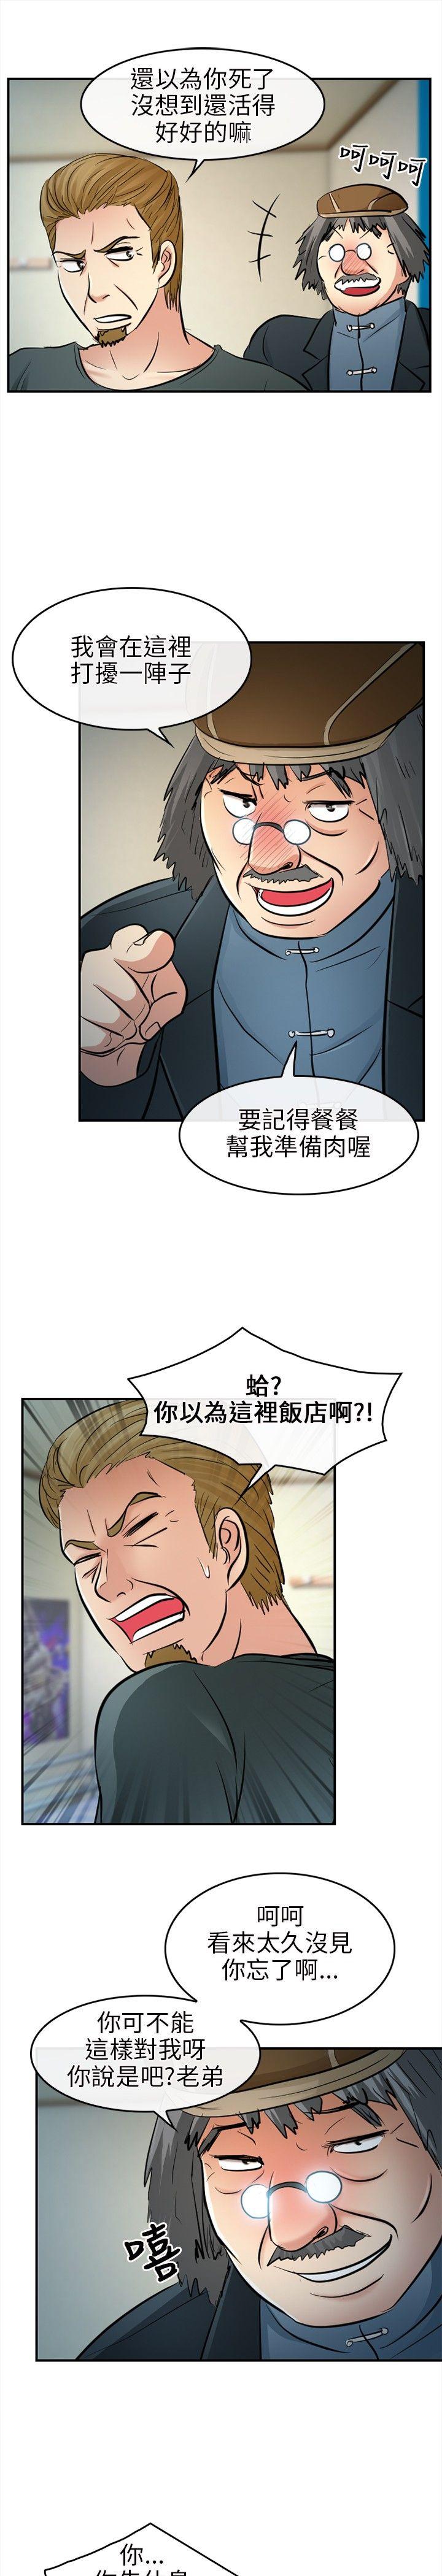 還以為你死了
沒想到還活得
好好的嘛
呵呵呵
我會在這裡
打擾一陣子
要記得餐餐
幫我準備肉喔
蛤?
你以為這裡飯店啊?!
呵呵
看來太久沒見
你忘了啊...
你可不能
這樣對我呀
你說是吧?老弟
嘻
你...